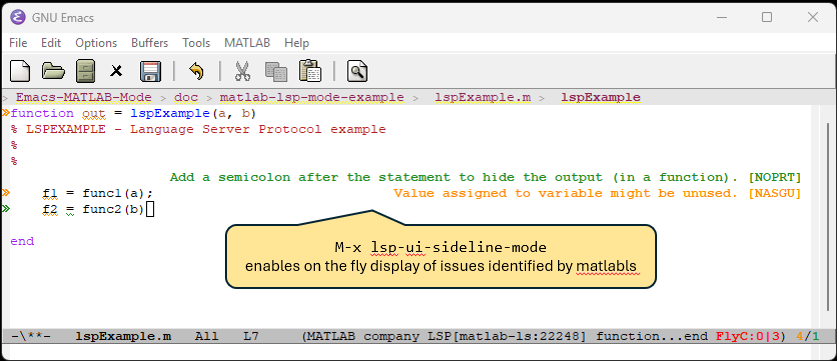 GNU Emacs
File Edit Options Buffers Tools MATLAB Help
> Emacs-MATLAB-Mode > doc > matlab-lsp-mode-example > lspExample.m > lspExample
»function out = lspExample(a, b)
% LSPEXAMPLE - Language Server Protocol example
%
%
Add a semicolon after the statement to hide the output (in a function). [NOPRT]
» f1 = func1(a); Value assigned to variable might be unused. [NASGU]
» f2 = func2(b)
M-x lsp-ui-sideline-mode
enables on the fly display of issues identified by matlabls
end
-\**- lspExample.m All L7 (MATLAB company LSP[matlab-ls:22248] function...end FlyC:0|3) 4/1